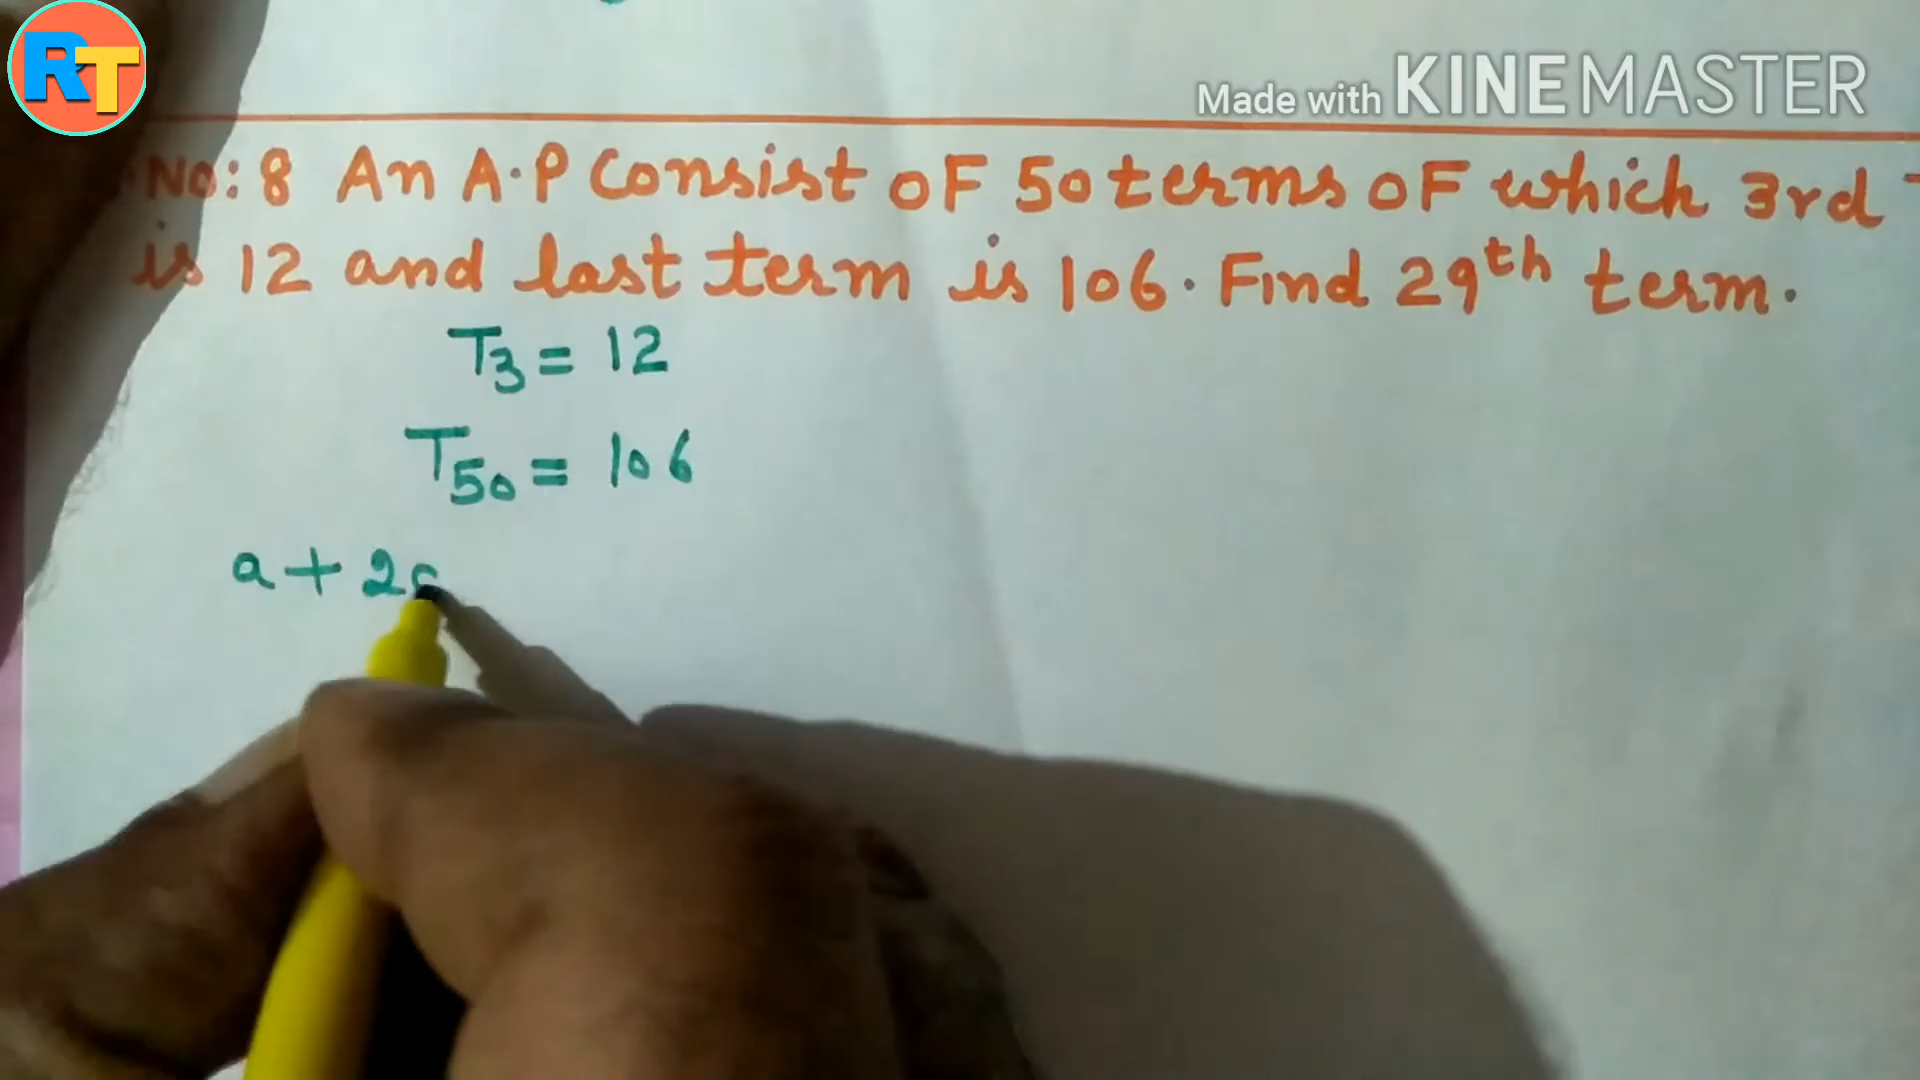 RT
Made with KINEMASTER
No: 8 An A.P Consist OF 50 terms OF which 3rd
is 12 and last term is 106. Find 29th term.
T3 = 12
T50 = 106
a + 2